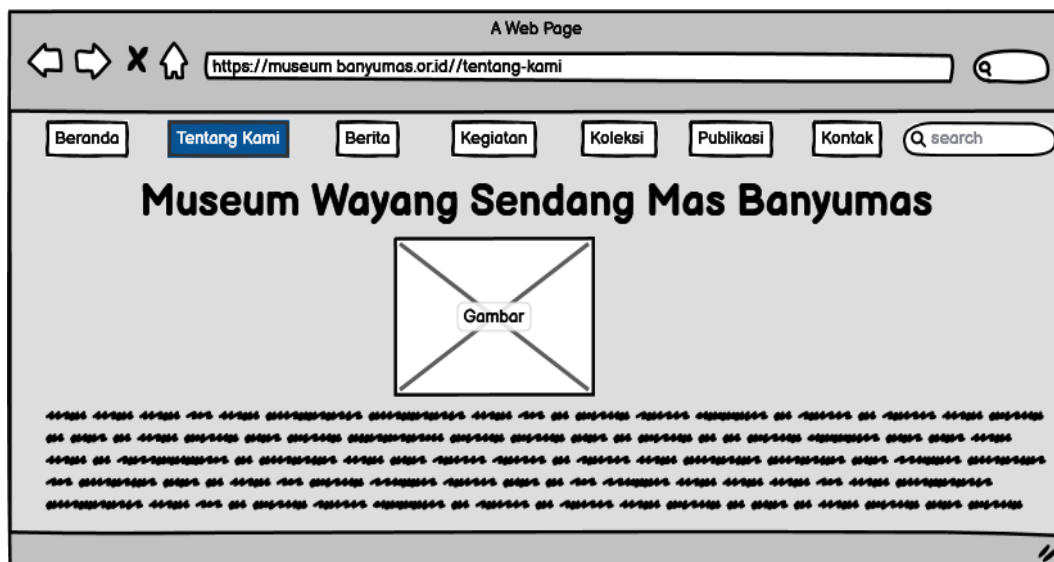 A Web Page
https://museum banyumas.or.id//tentang-kami
Beranda Tentang Kami Berita Kegiatan Koleksi Publikasi Kontak search
Museum Wayang Sendang Mas Banyumas
Gambar